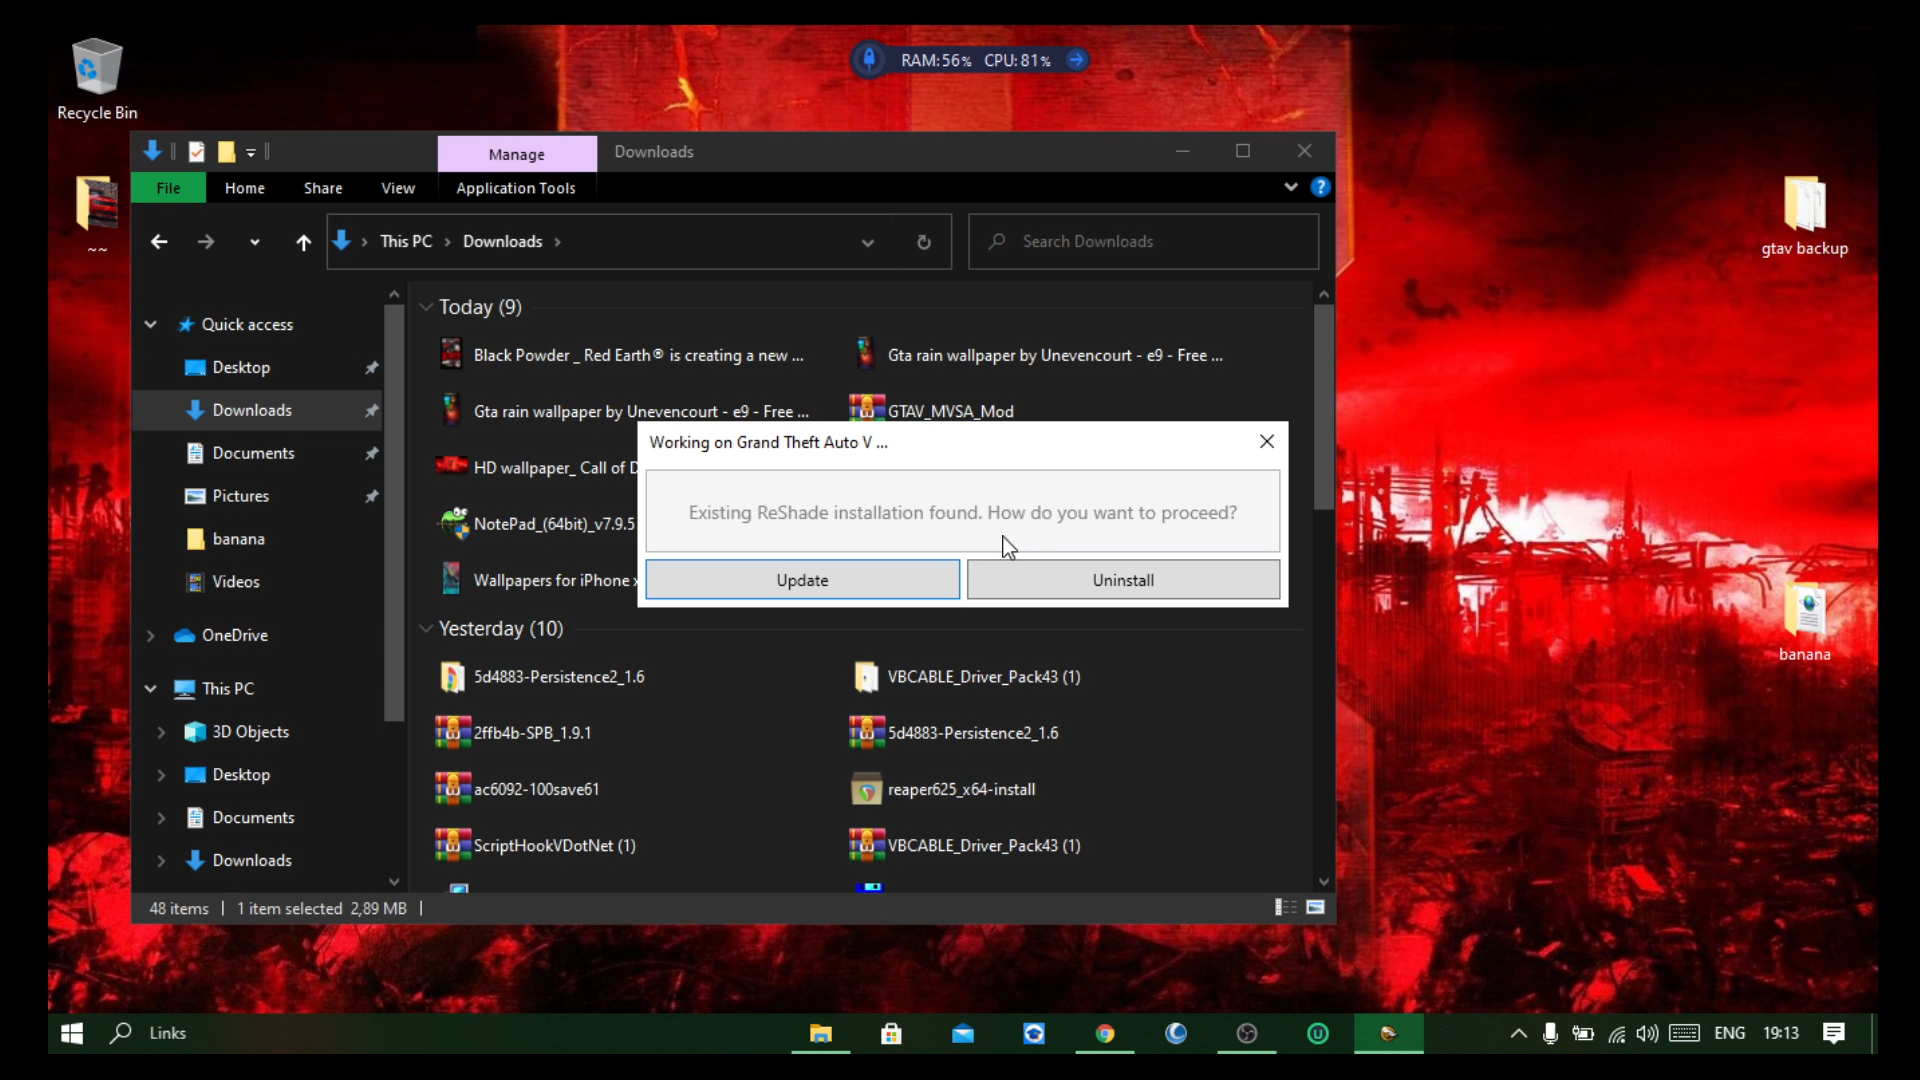 Recycle Bin
RAM:56% CPU:81%
~~
gtav backup
banana
Manage
Downloads
File
Home
Share
View
Application Tools
?
This PC
Downloads
Search Downloads
Quick access
Desktop
Downloads
Documents
Pictures
banana
Videos
OneDrive
This PC
3D Objects
Desktop
Documents
Downloads
Today (9)
Black Powder _ Red Earth® is creating a new ...
Gta rain wallpaper by Unevencourt - e9 - Free ...
Gta rain wallpaper by Unevencourt - e9 - Free ...
GTAV_MVSA_Mod
HD wallpaper_ Call of D
NotePad_(64bit)_v7.9.5
Wallpapers for iPhone
Working on Grand Theft Auto V ...
Existing ReShade installation found. How do you want to proceed?
Update
Uninstall
Yesterday (10)
5d4883-Persistence2_1.6
VBCABLE_Driver_Pack43 (1)
2ffb4b-SPB_1.9.1
5d4883-Persistence2_1.6
ac6092-100save61
reaper625_x64-install
ScriptHookVDotNet (1)
VBCABLE_Driver_Pack43 (1)
48 items
1 item selected 2,89 MB
Links
ENG
19:13